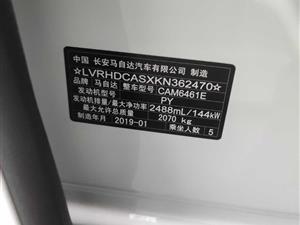 中国 长安马自达汽车有限公司 制造
☆LVRHDCASXKN362470☆
品牌 马自达 整车型号 CAM6461E
发动机型号 PY
发动机排量/最大净功率 2488mL/144kW
最大允许总质量 2070 kg
制造年月 2019-01 乘坐人数 5